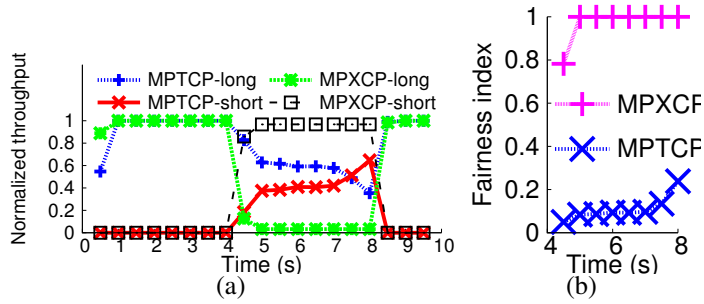 Normalized throughput
MPTCP-long
MPXCP-long
MPTCP-short
MPXCP-short
1
0.8
0.6
0.4
0.2
0
0 1 2 3 4 5 6 7 8 9 10
Time (s)
(a)
Fairness index
1
0.8
0.6
0.4
0.2
0
MPXCP
MPTCP
4 6 8
Time (s)
(b)